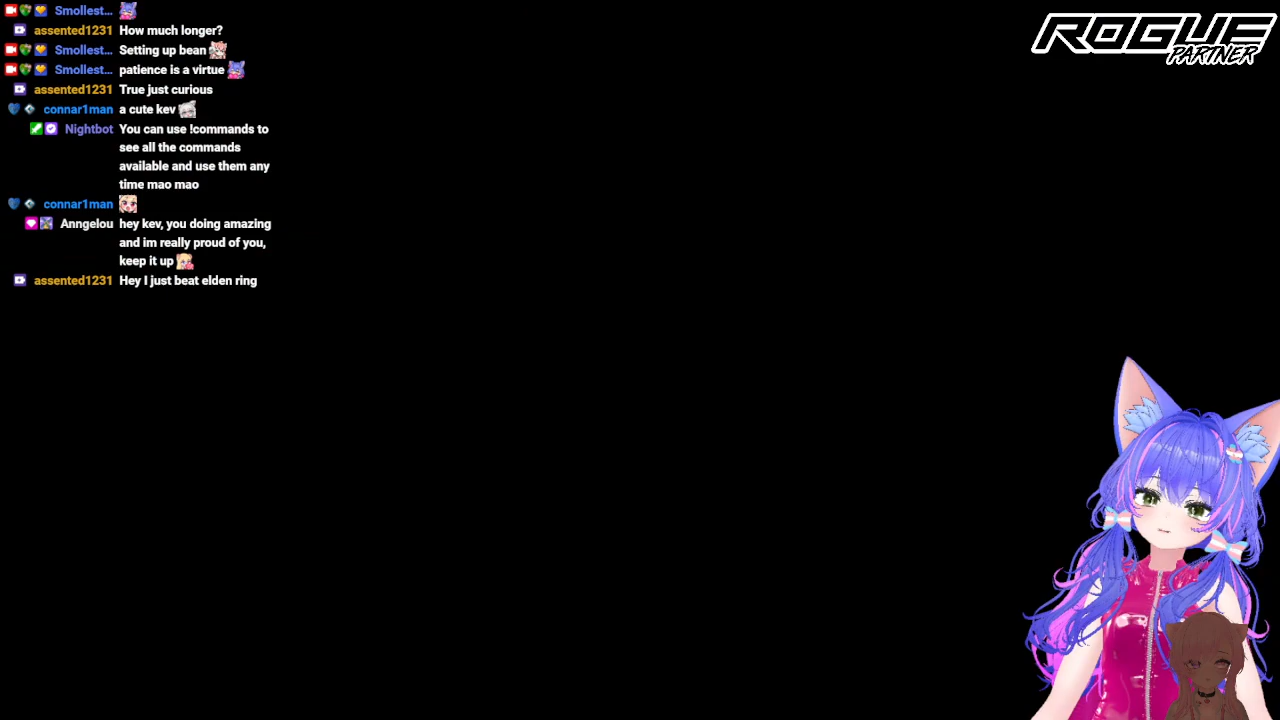 Smollest...
assented1231 How much longer?
Smollest... Setting up bean
Smollest... patience is a virtue
assented1231 True just curious
connar1man a cute kev
Nightbot You can use !commands to
see all the commands
available and use them any
time mao mao
connar1man
Anngelou hey kev, you doing amazing
and im really proud of you,
keep it up
assented1231 Hey I just beat elden ring
ROGUE
PARTNER